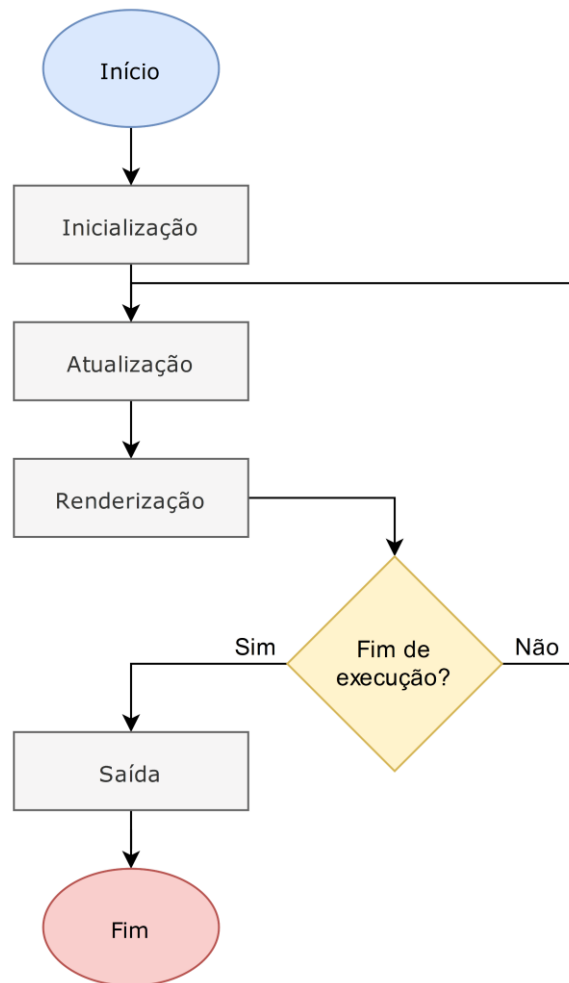 Início
Inicialização
Atualização
Renderização
Sim
Fim de
execução?
Não
Saída
Fim